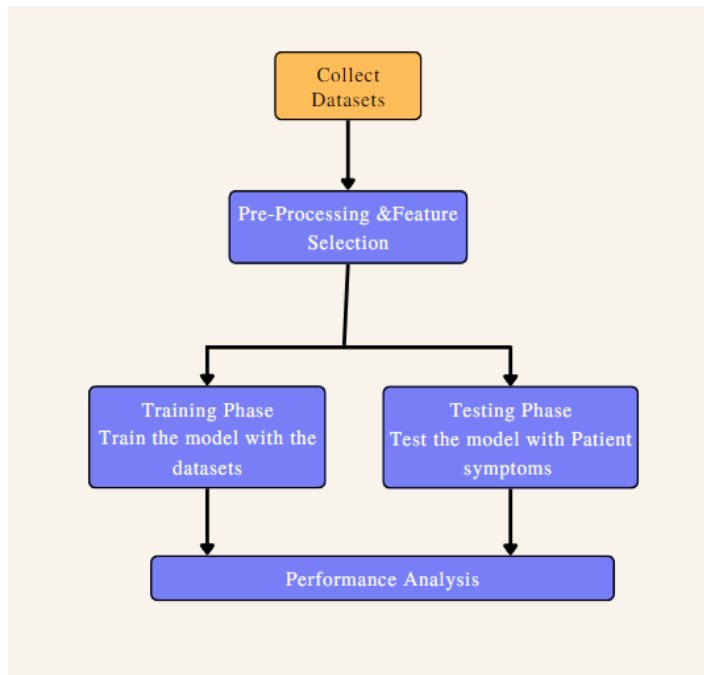 Collect
Datasets
Pre-Processing &Feature
Selection
Training Phase
Train the model with the
datasets
Testing Phase
Test the model with Patient
symptoms
Performance Analysis